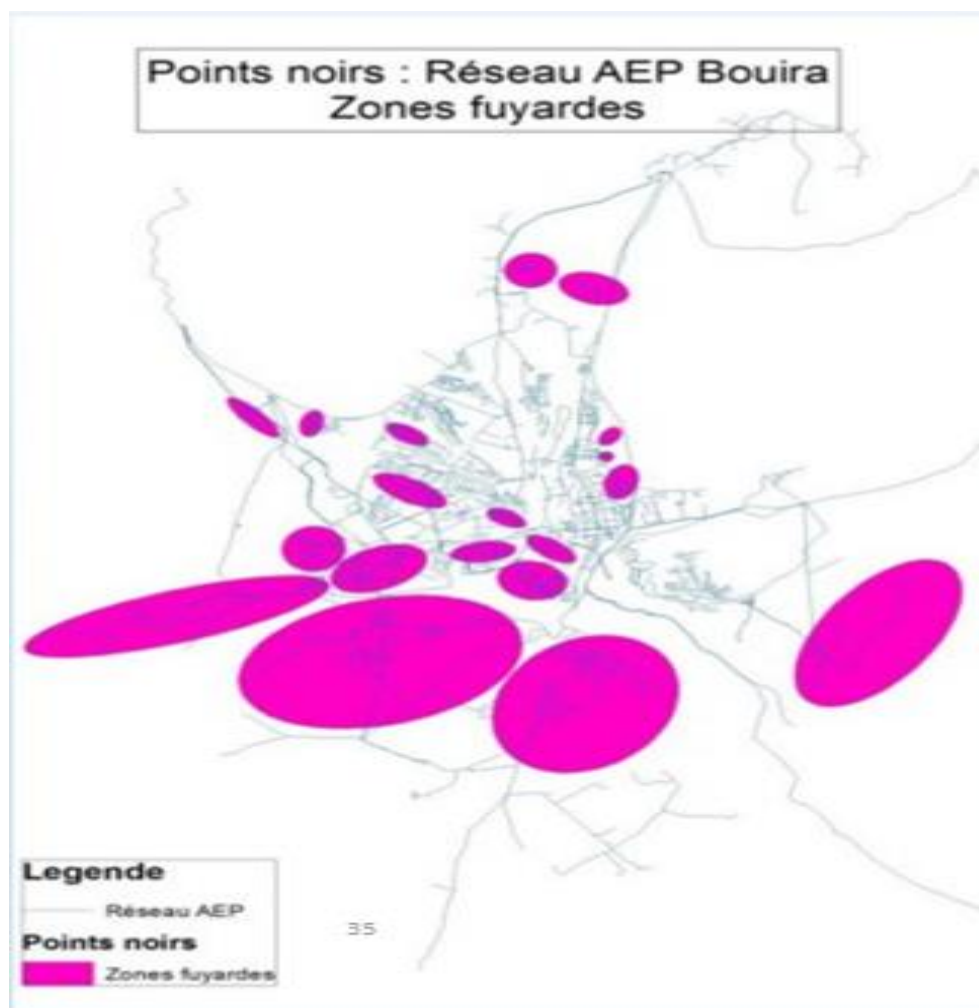 Points noirs : Réseau AEP Bouira
Zones fuyardes
Legende
Réseau AEP
Points noirs
Zones fuyardes
35